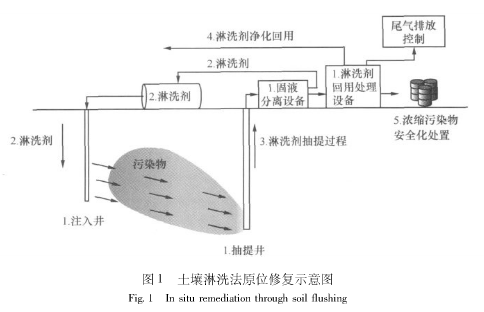 尾气排放
控制
4.淋洗剂净化回用
2.淋洗剂
2.淋洗剂
1.固液
分离设备
1.淋洗剂
回用处理
设备
5.浓缩污染物
安全化处置
2.淋洗剂
3.淋洗剂抽提过程
污染物
1.注入井
1.抽提井
图1 土壤淋洗法原位修复示意图
Fig. 1 In situ remediation through soil flushing